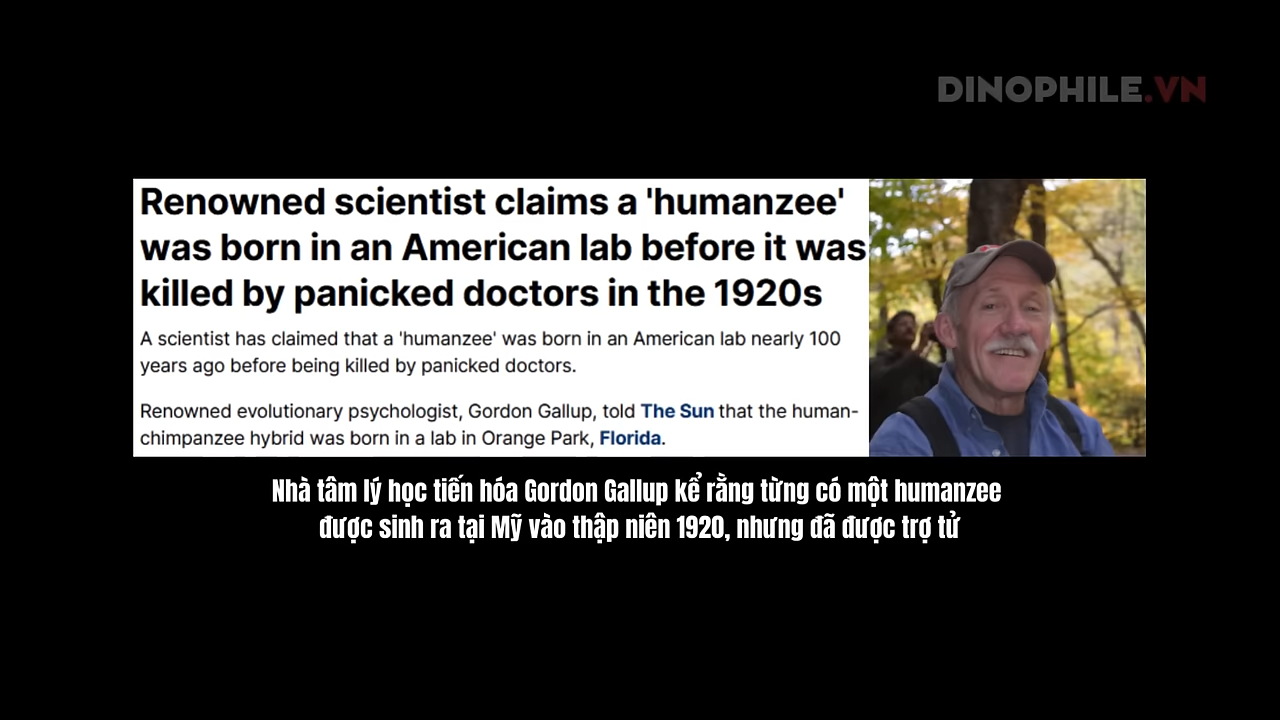 DINOPHILE.VN
Renowned scientist claims a 'humanzee'
was born in an American lab before it was
killed by panicked doctors in the 1920s
A scientist has claimed that a 'humanzee' was born in an American lab nearly 100
years ago before being killed by panicked doctors.
Renowned evolutionary psychologist, Gordon Gallup, told The Sun that the human-
chimpanzee hybrid was born in a lab in Orange Park, Florida.
Nhà tâm lý học tiến hóa Gordon Gallup kể rằng từng có một humanzee
được sinh ra tại Mỹ vào thập niên 1920, nhưng đã được trợ tử